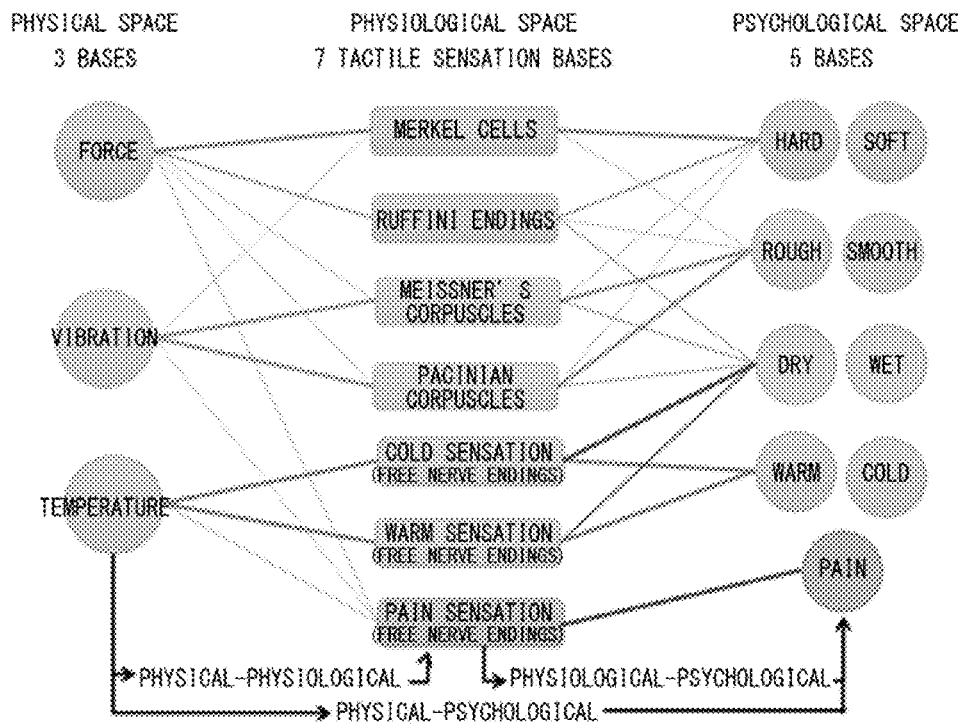 PHYSICAL SPACE
3 BASES
PHYSIOLOGICAL SPACE
7 TACTILE SENSATION BASES
PSYCHOLOGICAL SPACE
5 BASES
FORCE
VIBRATION
TEMPERATURE
MERKEL CELLS
RUFFINI ENDINGS
MEISSNER'S
CORPUSCLES
PACINIAN
CORPUSCLES
COLD SENSATION
FREE NERVE ENDINGS
WARM SENSATION
FREE NERVE ENDINGS
PAIN SENSATION
FREE NERVE ENDINGS
HARD SOFT
ROUGH SMOOTH
DRY WET
WARM COLD
PAIN
PHYSICAL-PHYSIOLOGICAL
PHYSIOLOGICAL-PSYCHOLOGICAL
PHYSICAL-PSYCHOLOGICAL